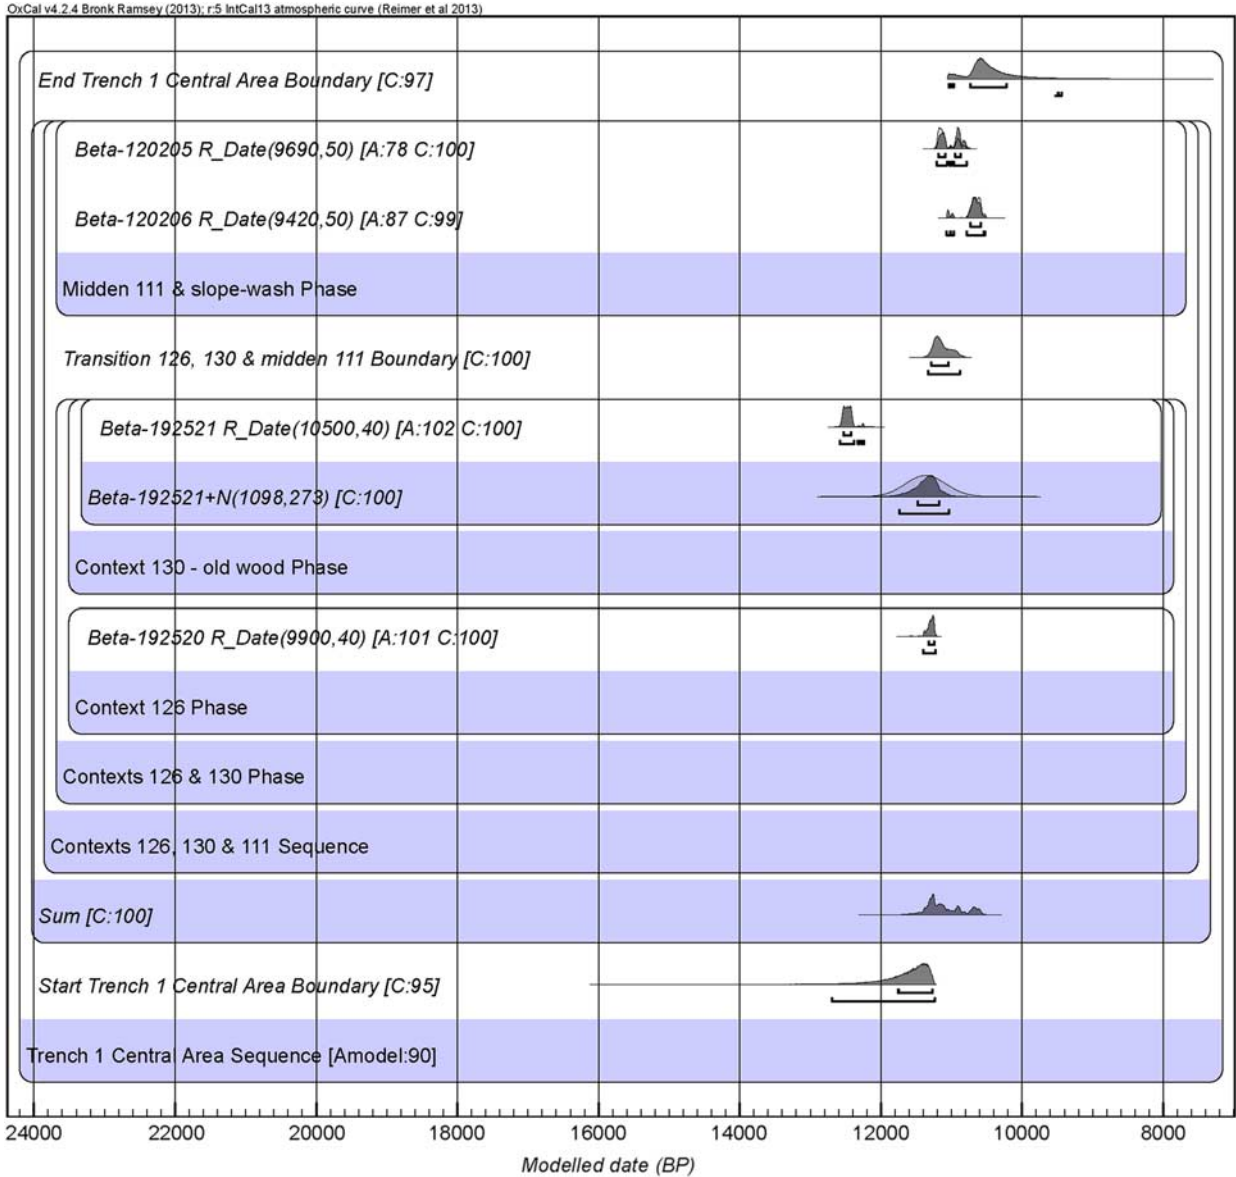 OxCal v4.2.4 Bronk Ramsey (2013); r:5 IntCal13 atmospheric curve (Reimer et al 2013)
End Trench 1 Central Area Boundary [C:97]
Beta-120205 R_Date(9690,50) [A:78 C:100]
Beta-120206 R_Date(9420,50) [A:87 C:99]
Midden 111 & slope-wash Phase
Transition 126, 130 & midden 111 Boundary [C:100]
Beta-192521 R_Date(10500,40) [A:102 C:100]
Beta-192521+N(1098,273) [C:100]
Context 130 - old wood Phase
Beta-192520 R_Date(9900,40) [A:101 C:100]
Context 126 Phase
Contexts 126 & 130 Phase
Contexts 126, 130 & 111 Sequence
Sum [C:100]
Start Trench 1 Central Area Boundary [C:95]
Trench 1 Central Area Sequence [Amodel:90]
24000 22000 20000 18000 16000 14000 12000 10000 8000
Modelled date (BP)